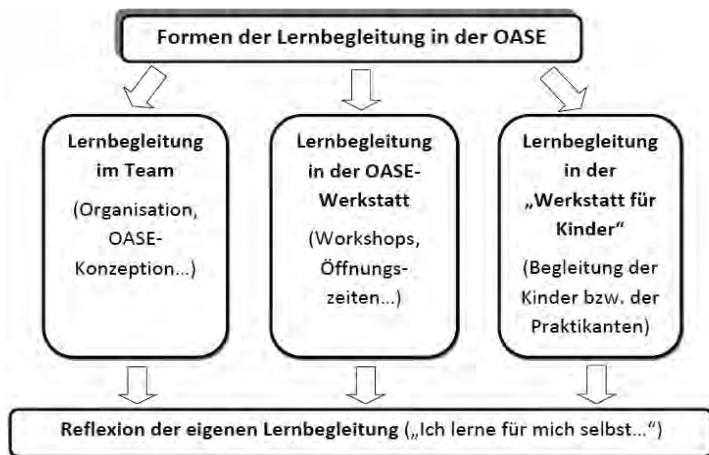 Formen der Lernbegleitung in der OASE
Lernbegleitung
im Team
(Organisation,
OASE-
Konzeption...)
Lernbegleitung
in der OASE-
Werkstatt
(Workshops,
Öffnungs-
zeiten...)
Lernbegleitung
in der
„Werkstatt für
Kinder“
(Begleitung der
Kinder bzw. der
Praktikanten)
Reflexion der eigenen Lernbegleitung („Ich lerne für mich selbst...“)